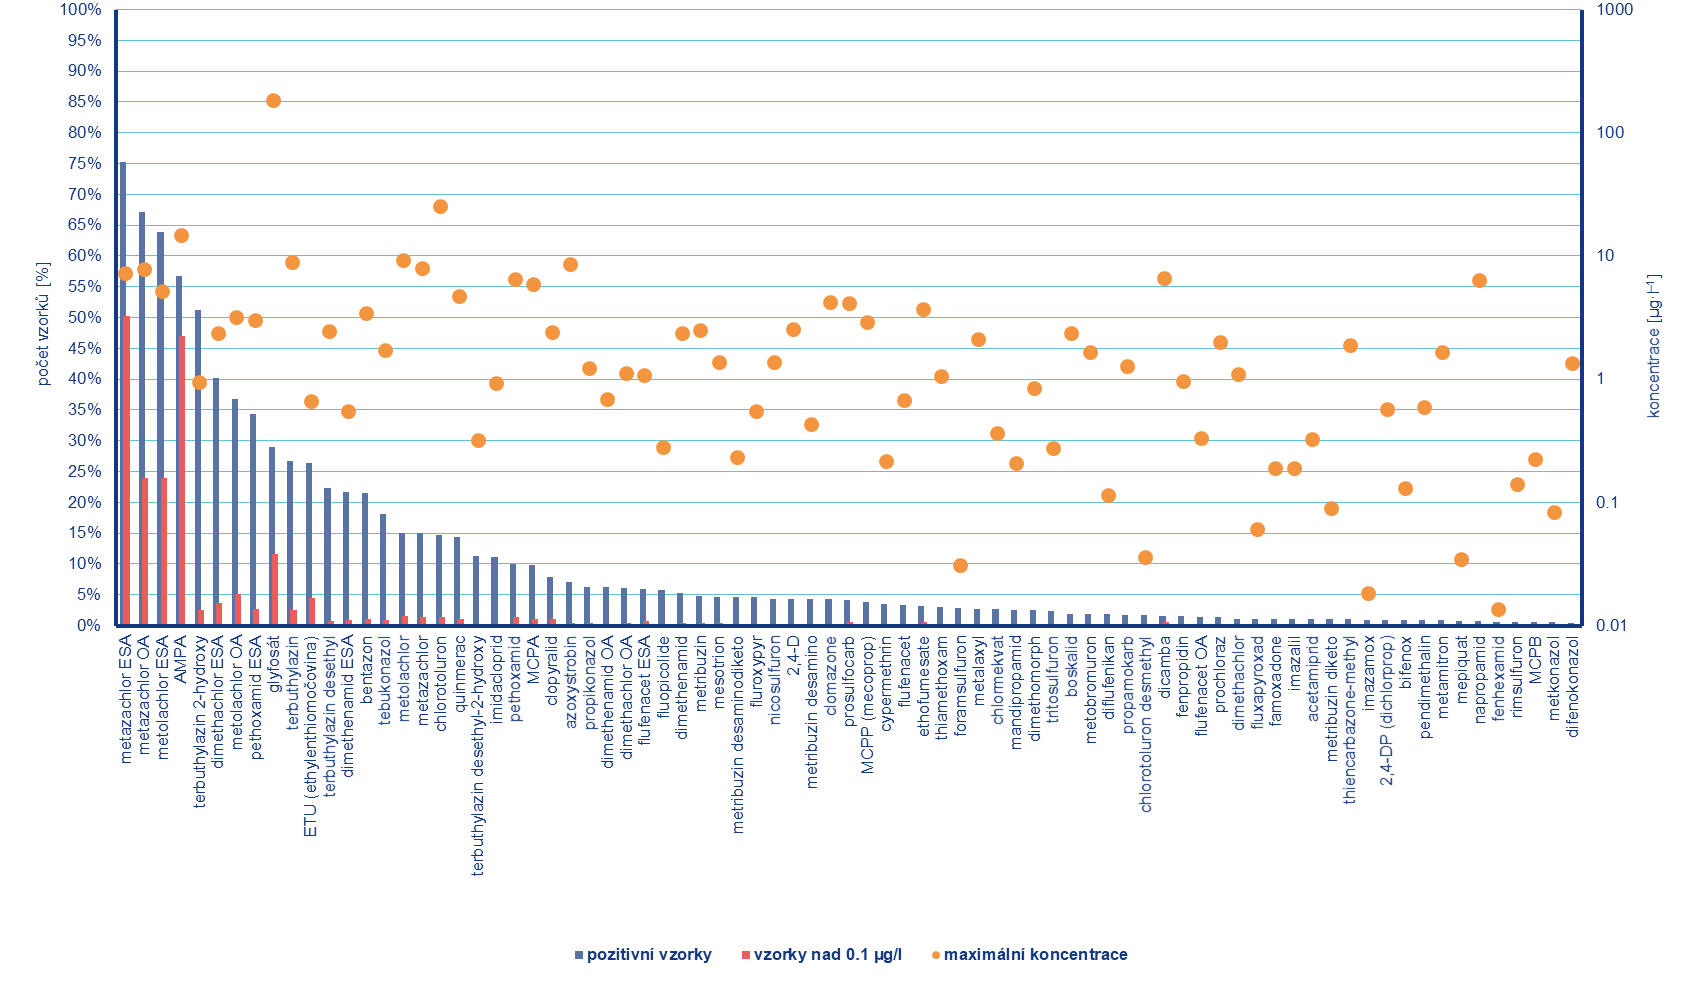 100%
95%
90%
85%
80%
75%
70%
65%
60%
55%
50%
45%
40%
35%
30%
25%
20%
15%
10%
5%
0%
počet vzorků [%]
1000
100
10
1
0.1
0.01
koncentrace [µg·l⁻¹]
metazachlor ESA
metazachlor OA
metolachlor ESA
AMPA
terbuthylazin 2-hydroxy
dimethachlor ESA
metolachlor OA
pethoxamid ESA
glyfosát
terbuthylazin
ETU (ethylenthiomočovina)
terbuthylazin desethyl
dimethenamid ESA
bentazon
tebukonazol
metolachlor
metazachlor
chlorotoluron
quinmerac
terbuthylazin desethyl-2-hydroxy
imidacloprid
pethoxamid
MCPA
clopyralid
azoxystrobin
propikonazol
dimethenamid OA
dimethachlor OA
flufenacet ESA
fluopicolide
dimethenamid
metribuzin
mesotrion
metribuzin desaminodiketo
fluroxypyr
nicosulfuron
2,4-D
metribuzin desamino
clomazone
prosulfocarb
MCPP (mecoprop)
cypermethrin
flufenacet
ethofumesate
thiamethoxam
foramsulfuron
metalaxyl
chlormekvat
mandipropamid
dimethomorph
tritosulfuron
boskalid
metobromuron
diflufenikan
propamokarb
chlorotoluron desmethyl
dicamba
fenpropidin
flufenacet OA
prochloraz
dimethachlor
fluxapyroxad
famoxadone
imazalil
acetamiprid
metribuzin diketo
thiencarbazone-methyl
imazamox
2,4-DP (dichlorprop)
bifenox
pendimethalin
metamitron
mepiquat
napropamid
fenhexamid
rimsulfuron
MCPB
metkonazol
difenokonazol
pozitivní vzorky
vzorky nad 0.1 µg/l
maximální koncentrace